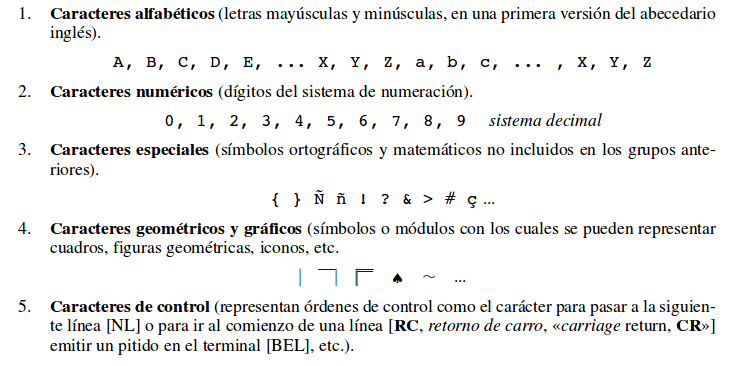 1. Caracteres alfabéticos (letras mayúsculas y minúsculas, en una primera versión del abecedario
inglés).
A, B, C, D, E, ... X, Y, Z, a, b, c, ... , X, Y, Z
2. Caracteres numéricos (dígitos del sistema de numeración).
0, 1, 2, 3, 4, 5, 6, 7, 8, 9 sistema decimal
3. Caracteres especiales (símbolos ortográficos y matemáticos no incluidos en los grupos ante-
riores).
{ } Ñ ñ ! ? & > # ç ...
4. Caracteres geométricos y gráficos (símbolos o módulos con los cuales se pueden representar
cuadros, figuras geométricas, iconos, etc.
| ㄱ ╒ ♠ ~ ...
5. Caracteres de control (representan órdenes de control como el carácter para pasar a la siguien-
te línea [NL] o para ir al comienzo de una línea [RC, retorno de carro, «carriage return, CR»]
emitir un pitido en el terminal [BEL], etc.).